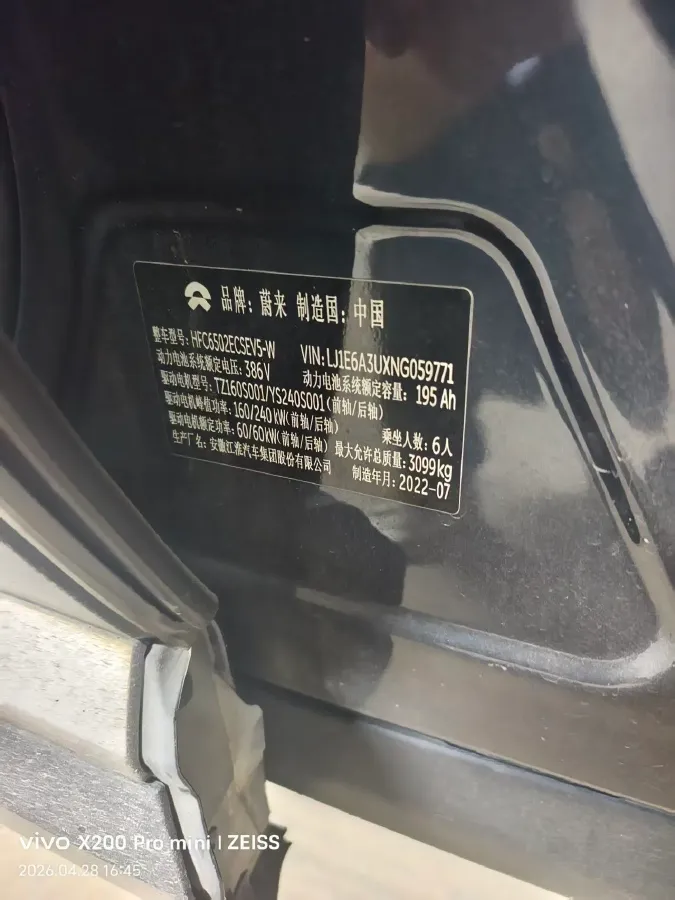 品牌: 蔚来 制造国: 中国
整车型号: HFC6502ECSEV5-W VIN: LJ1E6A3UXNG059771
动力电池系统额定电压: 386V 动力电池系统额定容量: 195 Ah
驱动电机型号: TZ160S001/YS240S001(前轴/后轴)
驱动电机峰值功率: 160/240 kW(前轴/后轴) 乘坐人数: 6人
驱动电机额定功率: 60/60kW(前轴/后轴) 最大允许总质量: 3099kg
生产厂名: 安徽江淮汽车集团股份有限公司 制造年月: 2022-07
vivo X200 Pro mini | ZEISS
2026.04.28 16:45